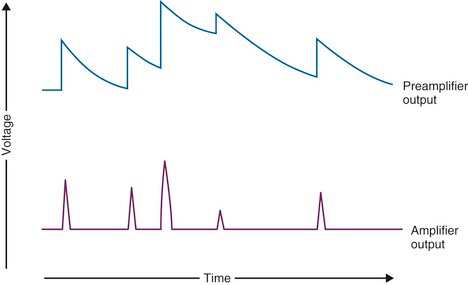 Preamplifier
output
Voltage
Amplifier
output
Time